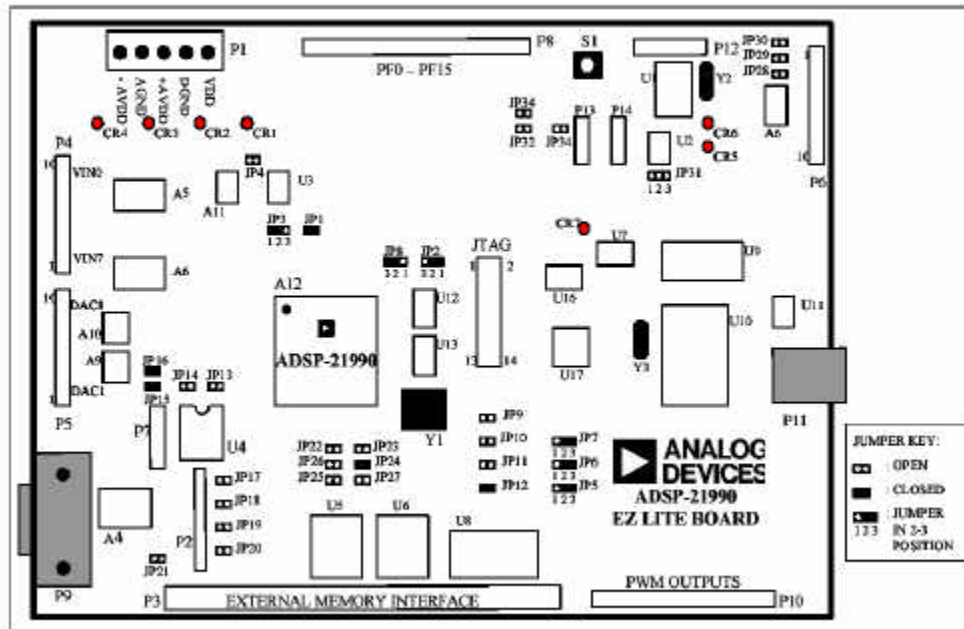 P1
P8
PF0 – PF15
S1
P12
JP30
JP29
JP28
U1
Y2
A6
P6
- AVDD
AGND
+AVDD
DGND
VDD
CR4
CR3
CR2
CR1
JP34
JP32
JP34
P13
P14
U2
CR6
CR5
JP31
1 2 3
P4
VIN0
VIN7
A5
A6
A11
JP4
U3
JP3
1 2 3
JP1
CR7
U7
U9
JTAG
1
2
13
14
JP8
3 2 1
JP2
3 2 1
U12
U13
U16
U17
Y3
U10
U11
P11
A12
ADSP-21990
Y1
A10
A9
DAC1
P5
JP16
JP15
JP14
JP13
P7
U4
JP17
JP18
JP19
JP20
P2
JP21
A4
P9
JP22
JP26
JP25
JP23
JP24
JP27
U5
U6
U8
JP9
JP10
JP11
JP12
JP7
1 2 3
JP6
1 2 3
JP5
1 2 3
ANALOG
DEVICES
ADSP-21990
EZ LITE BOARD
P3
EXTERNAL MEMORY INTERFACE
PWM OUTPUTS
P10
JUMPER KEY:
: OPEN
: CLOSED
: JUMPER
1 2 3 IN 2-3
POSITION